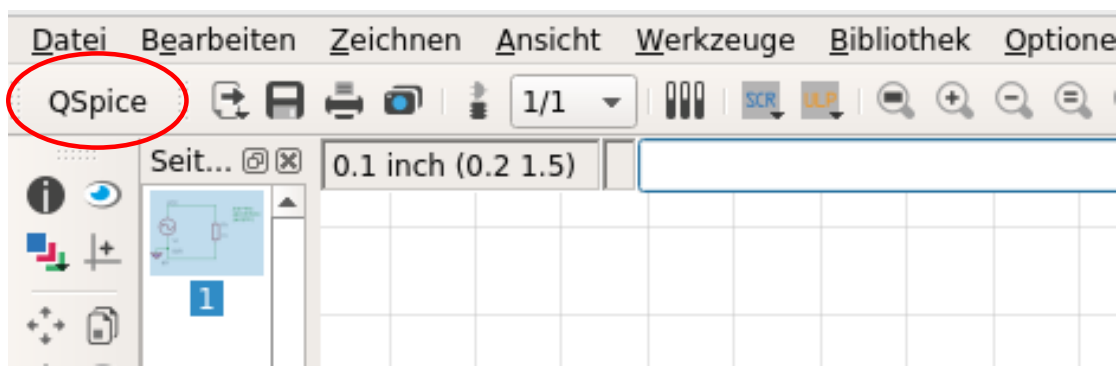 Datei Bearbeiten Zeichnen Ansicht Werkzeuge Bibliothek Optione
QSpice 1/1 SCR ULP
Seit... 0.1 inch (0.2 1.5)
1